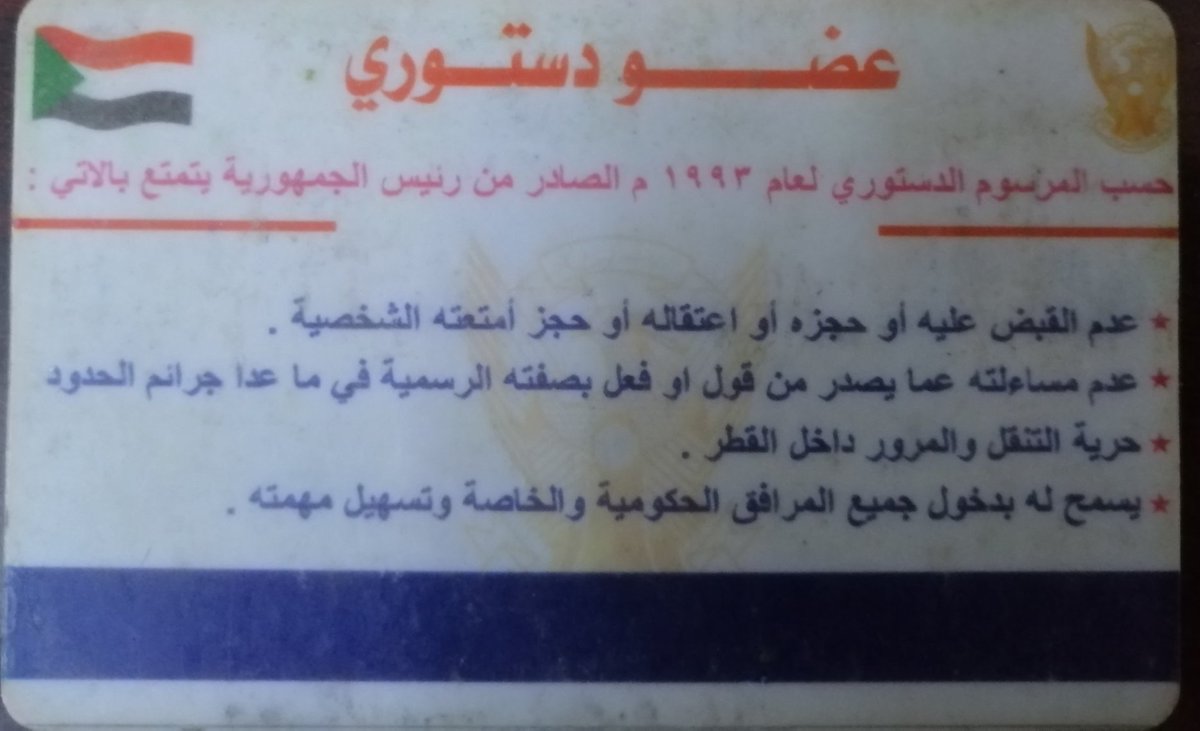 عضو دستوري
حسب المرسوم الدستوري لعام ١٩٩٣ م الصادر من رئيس الجمهورية يتمتع بالاتي :
★ عدم القبض عليه أو حجزه أو اعتقاله أو حجز أمتعته الشخصية .
★ عدم مساءلته عما يصدر من قول او فعل بصفته الرسمية في ما عدا جرائم الحدود
★ حرية التنقل والمرور داخل القطر .
★ يسمح له بدخول جميع المرافق الحكومية والخاصة وتسهيل مهمته .